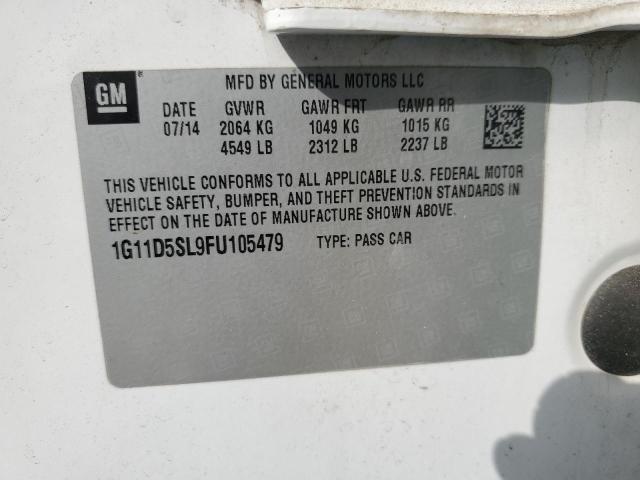 GM
MFD BY GENERAL MOTORS LLC
DATE GVWR GAWR FRT GAWR RR
07/14 2064 KG 1049 KG 1015 KG
4549 LB 2312 LB 2237 LB
THIS VEHICLE CONFORMS TO ALL APPLICABLE U.S. FEDERAL MOTOR
VEHICLE SAFETY, BUMPER, AND THEFT PREVENTION STANDARDS IN
EFFECT ON THE DATE OF MANUFACTURE SHOWN ABOVE.
1G11D5SL9FU105479 TYPE: PASS CAR